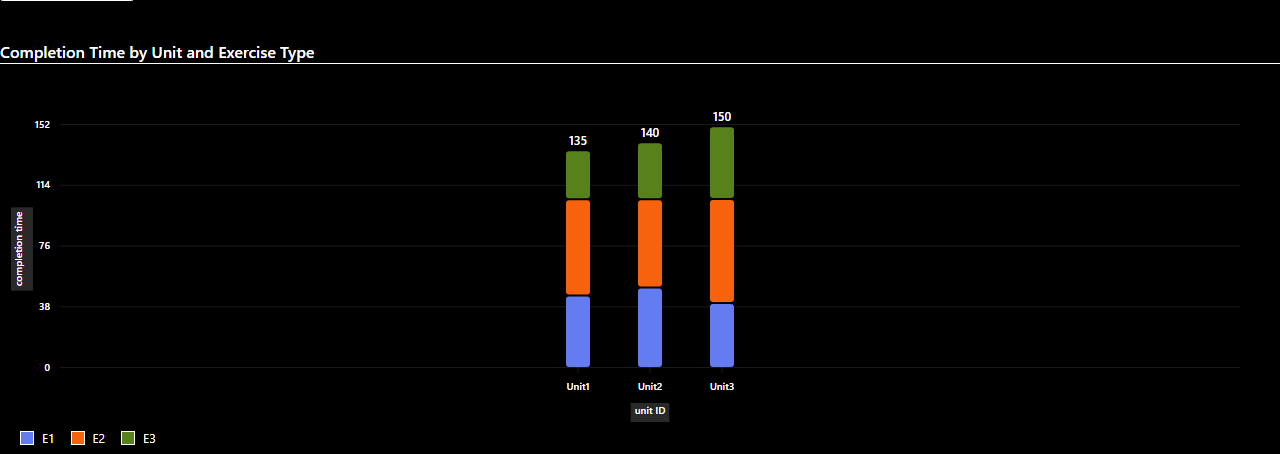 Completion Time by Unit and Exercise Type
152
114
76
38
0
completion time
135
140
150
Unit1
Unit2
Unit3
unit ID
E1
E2
E3